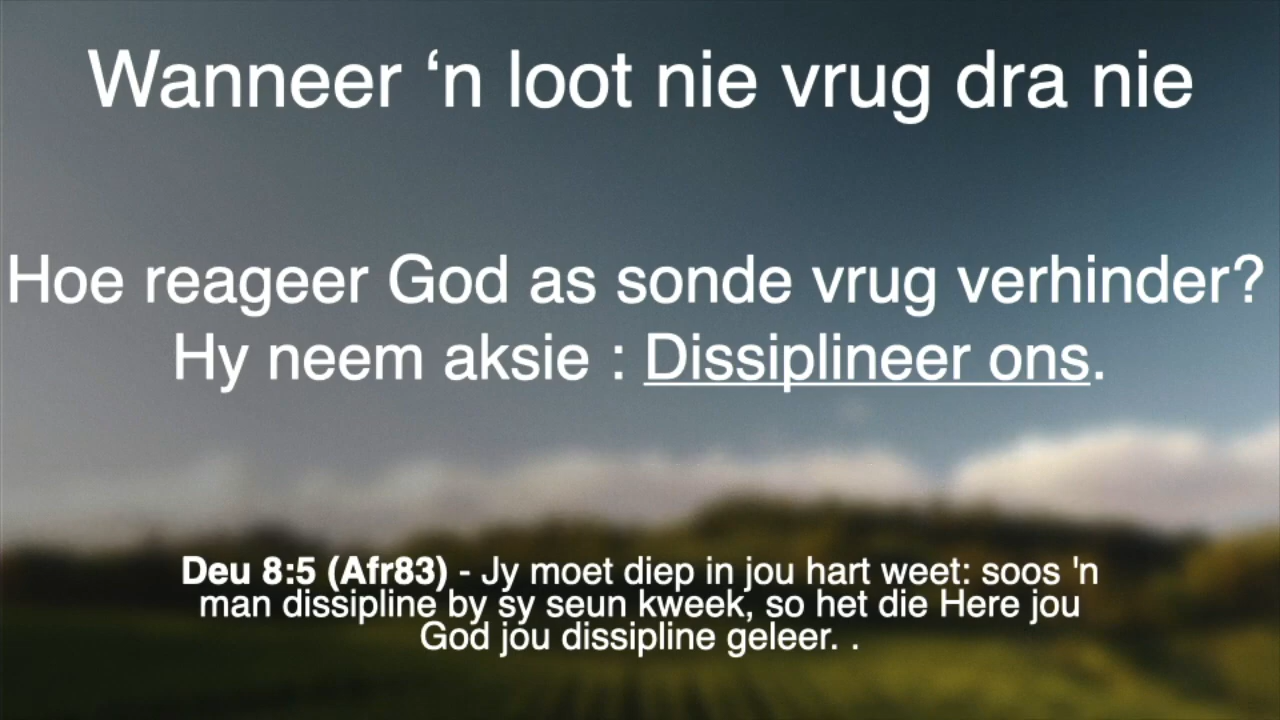 Wanneer ‘n loot nie vrug dra nie
Hoe reageer God as sonde vrug verhinder?
Hy neem aksie : Dissiplineer ons.
Deu 8:5 (Afr83) - Jy moet diep in jou hart weet: soos 'n
man dissipline by sy seun kweek, so het die Here jou
God jou dissipline geleer. .